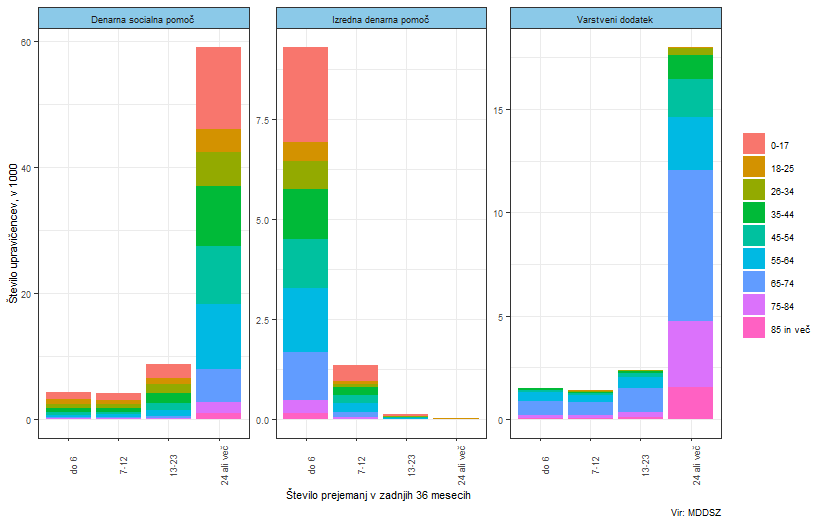 Denarna socialna pomoč
Izredna denarna pomoč
Varstveni dodatek
Število upravičencev, v 1000
60
40
20
0
7.5
5.0
2.5
0.0
15
10
5
0
do 6
7-12
13-23
24 ali več
do 6
7-12
13-23
24 ali več
do 6
7-12
13-23
24 ali več
Število prejemanj v zadnjih 36 mesecih
0-17
18-25
26-34
35-44
45-54
55-64
65-74
75-84
85 in več
Vir: MDDSZ